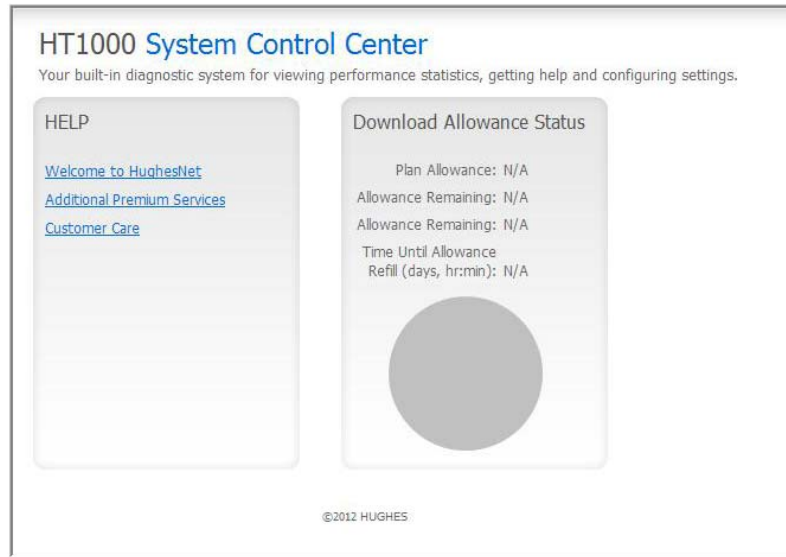 HT1000 System Control Center
Your built-in diagnostic system for viewing performance statistics, getting help and configuring settings.
HELP
Welcome to HughesNet
Additional Premium Services
Customer Care
Download Allowance Status
Plan Allowance: N/A
Allowance Remaining: N/A
Allowance Remaining: N/A
Time Until Allowance
Refill (days, hr:min): N/A
©2012 HUGHES